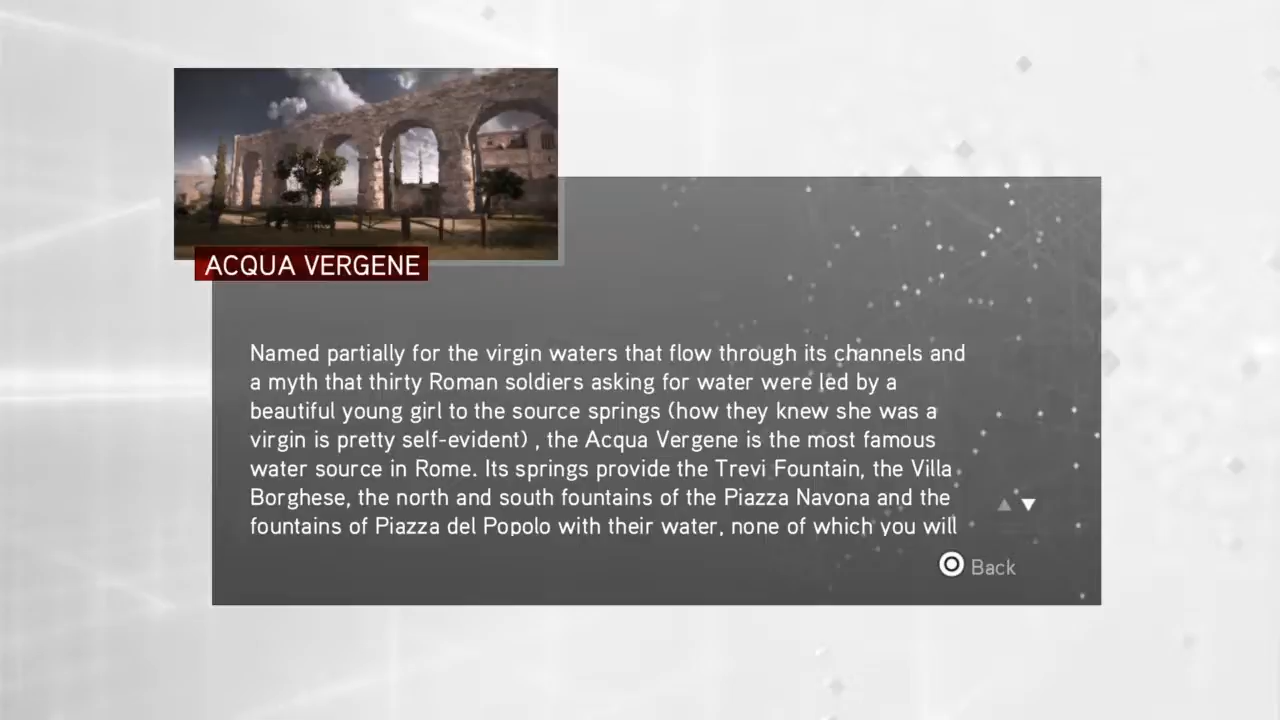 ACQUA VERGENE
Named partially for the virgin waters that flow through its channels and
a myth that thirty Roman soldiers asking for water were led by a
beautiful young girl to the source springs (how they knew she was a
virgin is pretty self-evident) , the Acqua Vergene is the most famous
water source in Rome. Its springs provide the Trevi Fountain, the Villa
Borghese, the north and south fountains of the Piazza Navona and the
fountains of Piazza del Popolo with their water, none of which you will
Back